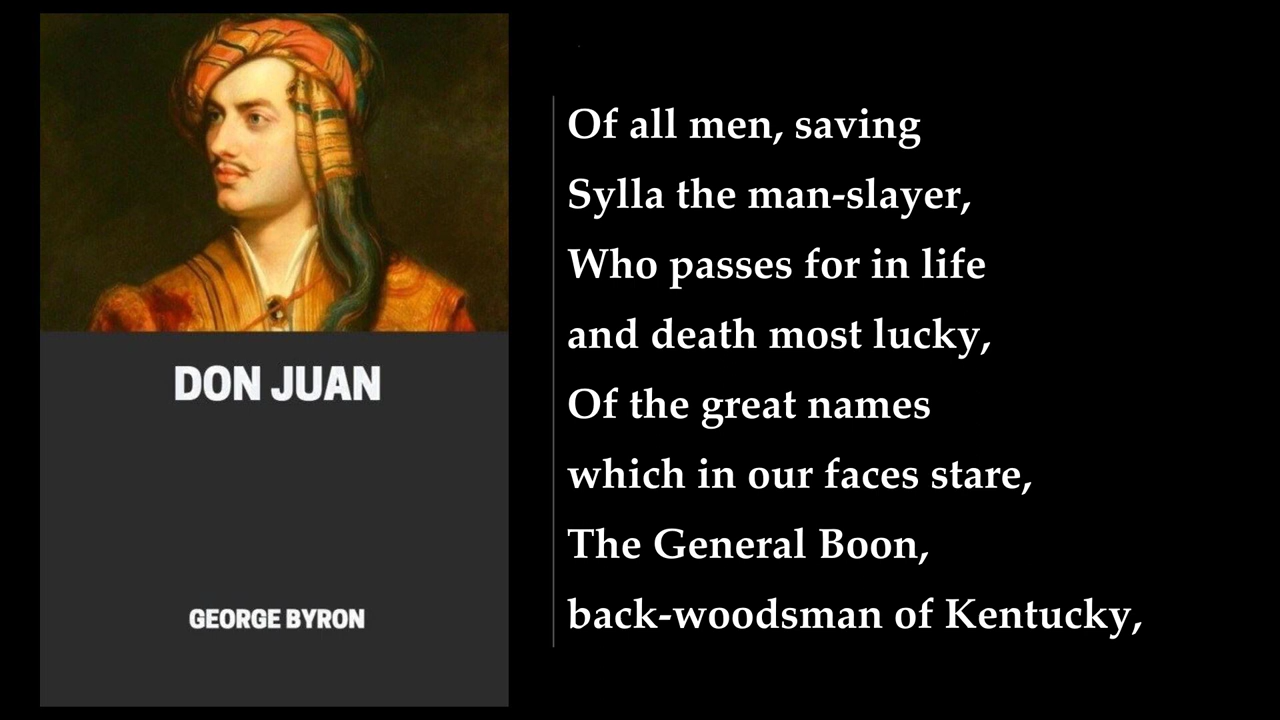 DON JUAN
GEORGE BYRON
Of all men, saving
Sylla the man-slayer,
Who passes for in life
and death most lucky,
Of the great names
which in our faces stare,
The General Boon,
back-woodsman of Kentucky,